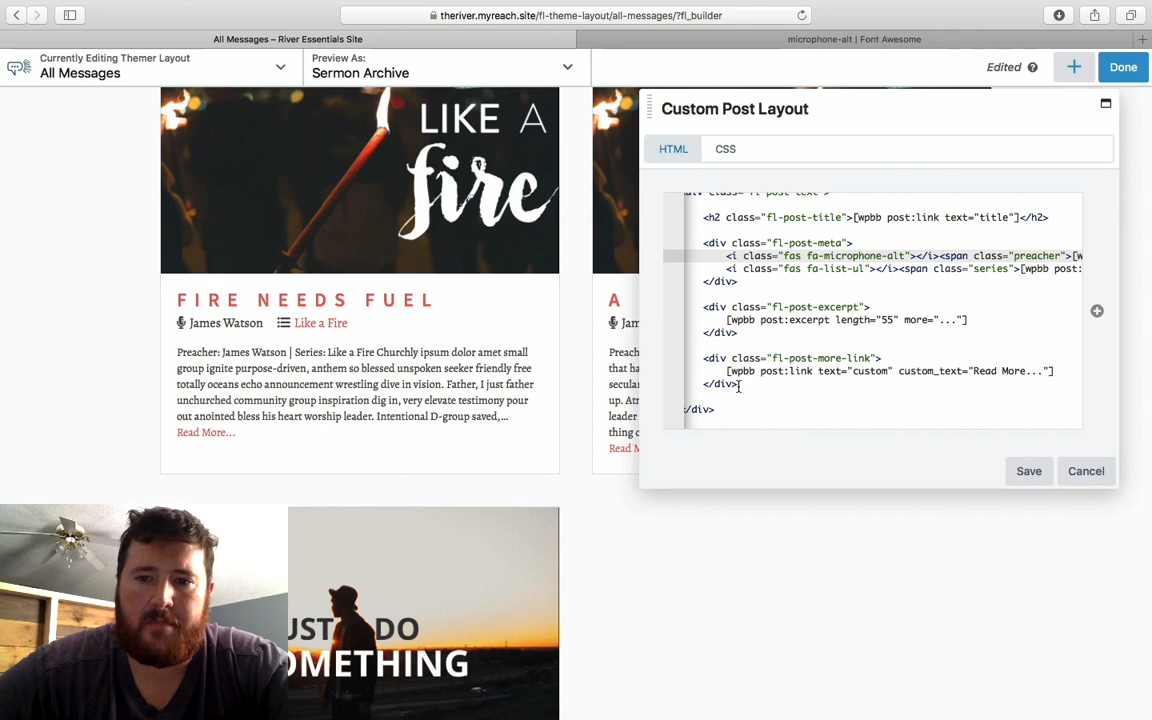 theriver.myreach.site/fl-theme-layout/all-messages/?fl_builder
All Messages – River Essentials Site
microphone-alt | Font Awesome
Currently Editing Themer Layout
All Messages
Preview As:
Sermon Archive
Edited
Done
LIKE A
fire
FIRE NEEDS FUEL
James Watson
Like a Fire
Preacher: James Watson | Series: Like a Fire Churchly ipsum dolor amet small
group ignite purpose-driven, anthem so blessed unspoken seeker friendly free
totally oceans echo announcement wrestling dive in vision. Father, I just father
unchurched community group inspiration dig in, very elevate testimony pour
out anointed bless his heart worship leader. Intentional D-group saved,...
Read More...
A
Jam
Preach
that ha
secular
up. At
leader
thing c
Read M
Custom Post Layout
HTML
CSS
div class="fl-post-text">
<h2 class="fl-post-title">[wpbb post:link text="title"]</h2>
<div class="fl-post-meta">
<i class="fas fa-microphone-alt"></i><span class="preacher">[w
<i class="fas fa-list-ul"></i><span class="series">[wpbb post:
</div>
<div class="fl-post-excerpt">
[wpbb post:excerpt length="55" more="..."]
</div>
<div class="fl-post-more-link">
[wpbb post:link text="custom" custom_text="Read More..."]
</div>
/div>
Save
Cancel
UST DO
OMETHING